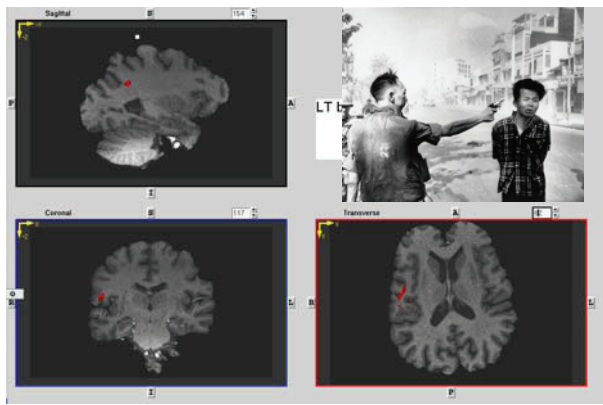 Sagittal S 154
P A
LT
I
Coronal S 117
Transverse A
R L
R L
I
P